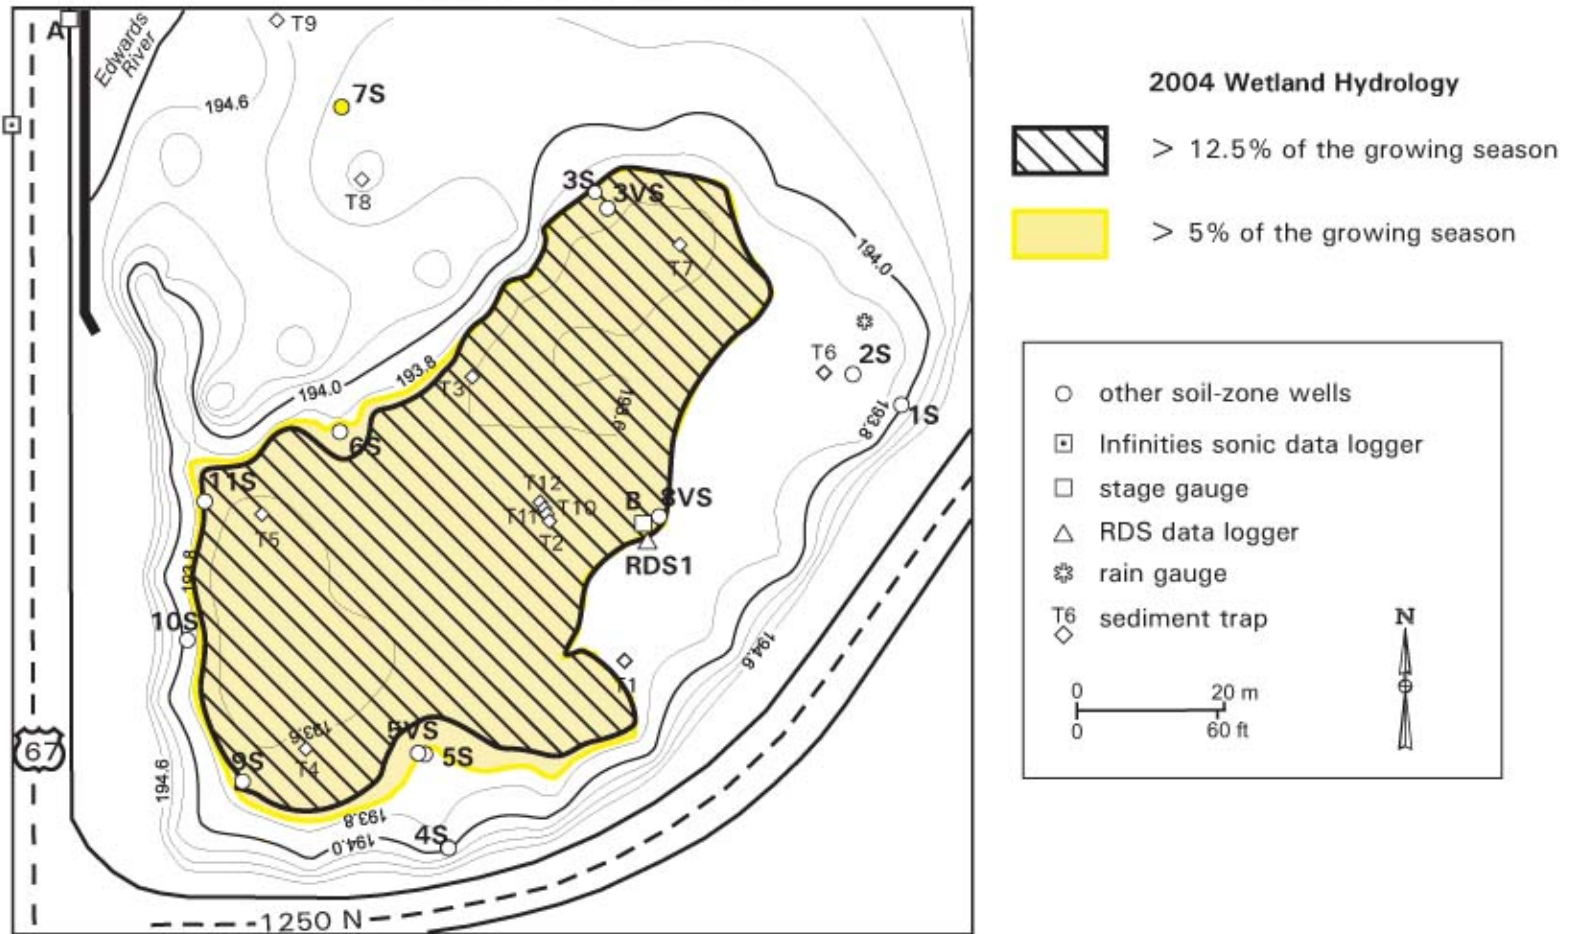 A
Edwards
River
T9
7S
194.6
T8
3S
3VS
T7
194.0
T6
2S
1S
193.8
194.0
193.8
T3
193.6
6S
11S
T5
T12
T11
T10
T2
B
8VS
RDS1
193.8
10S
194.6
T1
193.6
5VS
5S
9S
T4
67
194.6
193.8
194.0
4S
1250 N
2004 Wetland Hydrology
> 12.5% of the growing season
> 5% of the growing season
other soil-zone wells
Infinities sonic data logger
stage gauge
RDS data logger
rain gauge
T6 sediment trap
N
0 20 m
0 60 ft